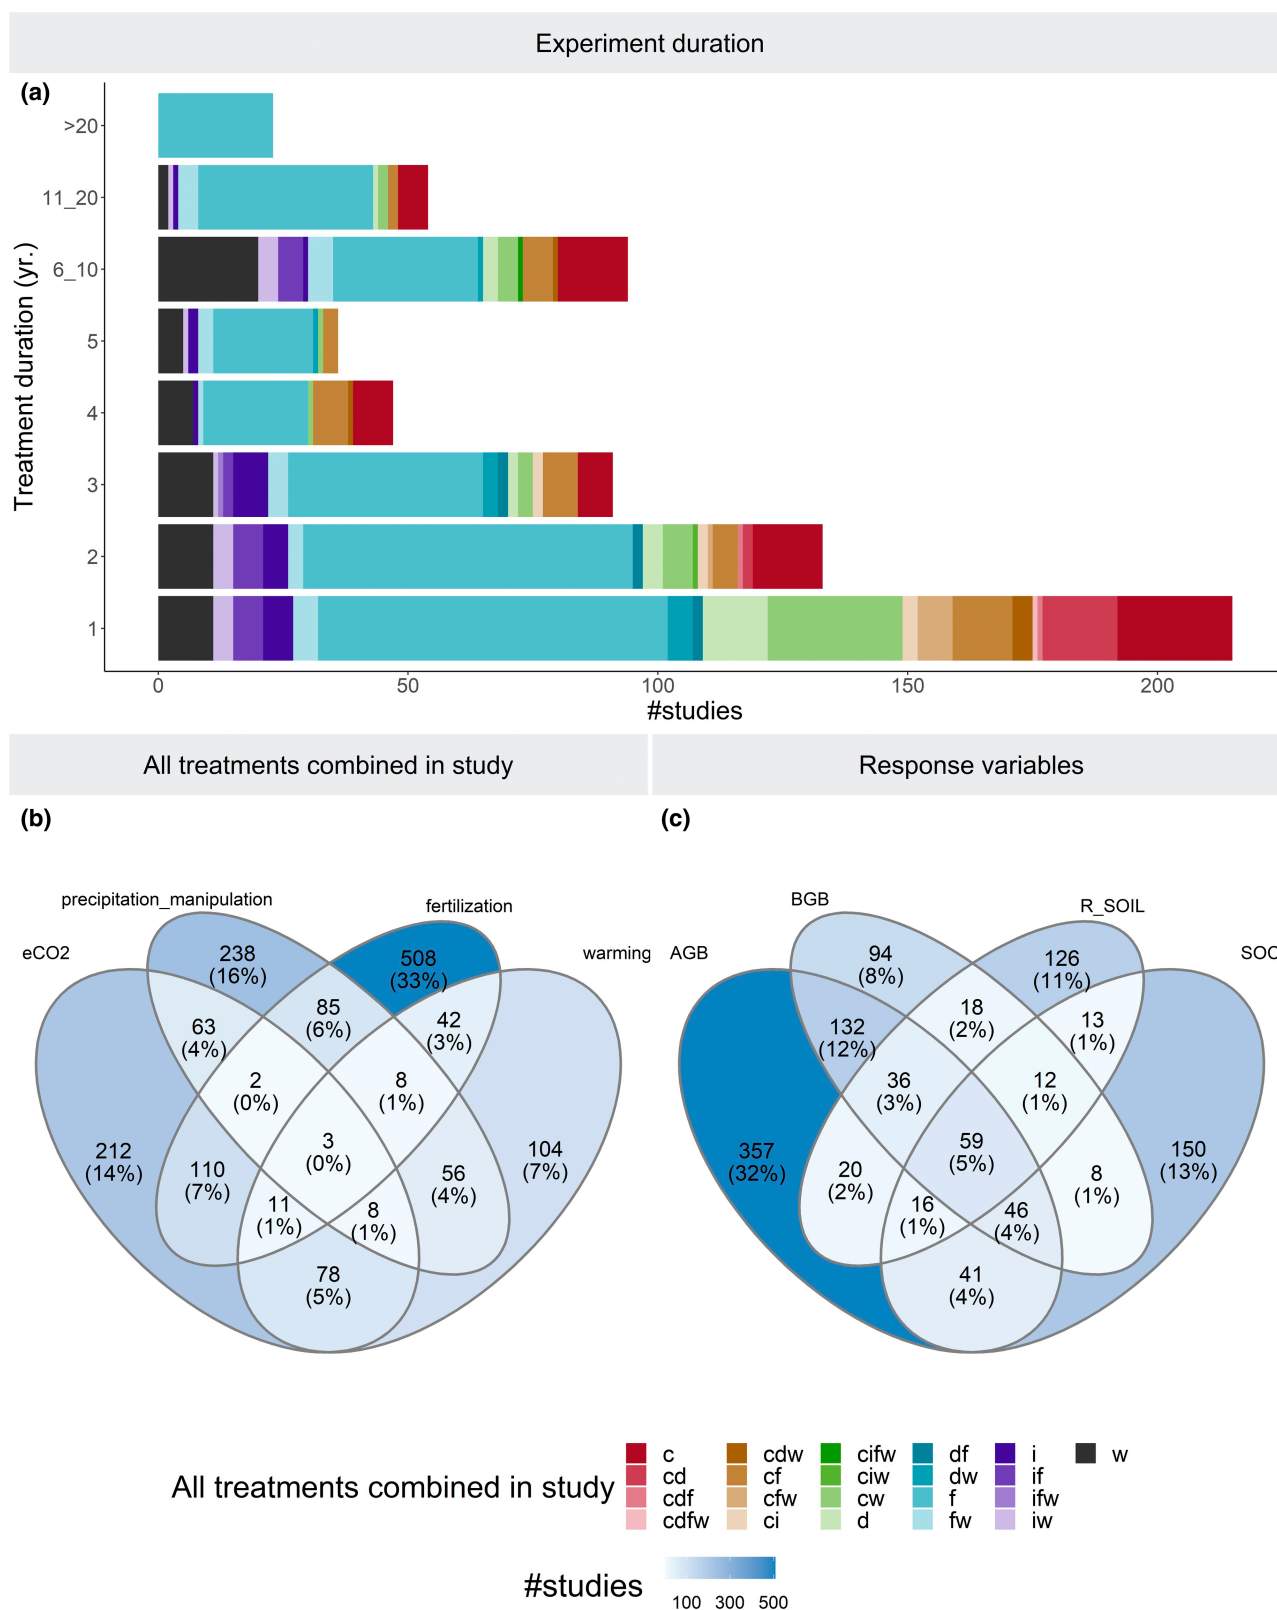 Experiment duration
(a)
Treatment duration (yr.)
>20
11_20
6_10
5
4
3
2
1
0 50 100 150 200
#studies
All treatments combined in study
Response variables
(b)
(c)
precipitation_manipulation
fertilization
eCO2
warming
238
(16%)
508
(33%)
85
(6%)
63
(4%)
42
(3%)
2
(0%)
8
(1%)
3
(0%)
212
(14%)
104
(7%)
110
(7%)
56
(4%)
11
(1%)
8
(1%)
78
(5%)
BGB
R_SOIL
AGB
SOC
94
(8%)
126
(11%)
18
(2%)
132
(12%)
13
(1%)
36
(3%)
12
(1%)
59
(5%)
357
(32%)
150
(13%)
20
(2%)
8
(1%)
16
(1%)
46
(4%)
41
(4%)
All treatments combined in study
c cdw cifw df i w
cd cf ciw dw if
cdf cfw cw f ifw
cdfw ci d fw iw
#studies
100 300 500